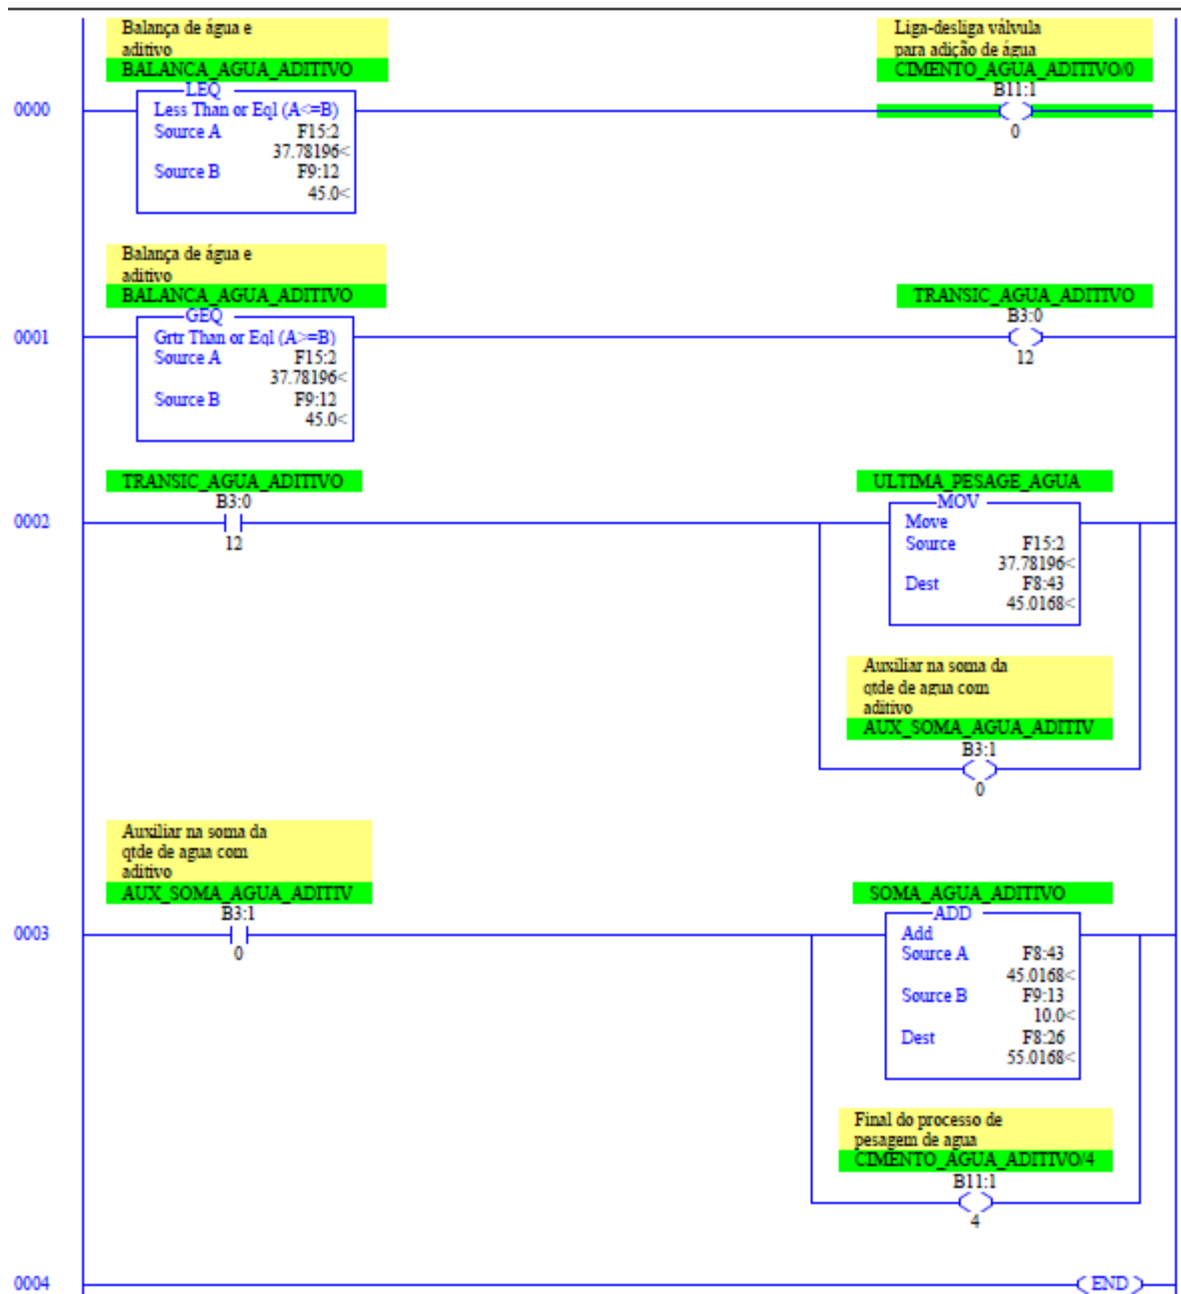 Balança de água e
aditivo
BALANCA_AGUA_ADITIVO
LEQ
Less Than or Eql (A<=B)
Source A F15:2
37.78196<
Source B F9:12
45.0<
Liga-desliga válvula
para adição de água
CIMENTO_AGUA_ADITIVO/0
B11:1
0
0000
Balança de água e
aditivo
BALANCA_AGUA_ADITIVO
GEQ
Grtr Than or Eql (A>=B)
Source A F15:2
37.78196<
Source B F9:12
45.0<
TRANSIC_AGUA_ADITIVO
B3:0
12
0001
TRANSIC_AGUA_ADITIVO
B3:0
12
0002
ULTIMA_PESAGE_AGUA
MOV
Move
Source F15:2
37.78196<
Dest F8:43
45.0168<
Auxiliar na soma da
qtde de agua com
aditivo
AUX_SOMA_AGUA_ADITIV
B3:1
0
Auxiliar na soma da
qtde de agua com
aditivo
AUX_SOMA_AGUA_ADITIV
B3:1
0
0003
SOMA_AGUA_ADITIVO
ADD
Add
Source A F8:43
45.0168<
Source B F9:13
10.0<
Dest F8:26
55.0168<
Final do processo de
pesagem de agua
CIMENTO_AGUA_ADITIVO/4
B11:1
4
0004
END